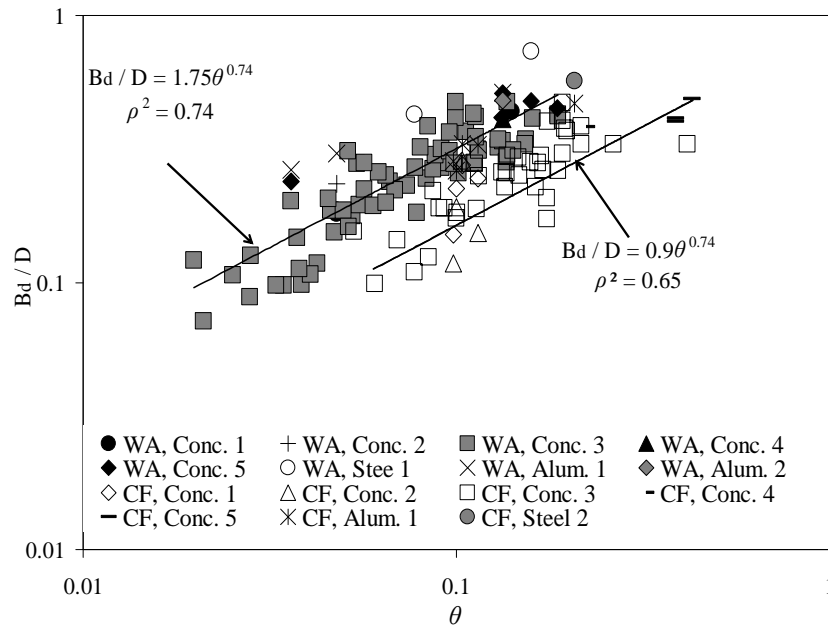 1
Bd / D = 1.75θ^0.74
ρ² = 0.74
Bd / D
0.1
Bd / D = 0.9θ^0.74
ρ² = 0.65
WA, Conc. 1 WA, Conc. 2 WA, Conc. 3 WA, Conc. 4
WA, Conc. 5 WA, Stee 1 WA, Alum. 1 WA, Alum. 2
CF, Conc. 1 CF, Conc. 2 CF, Conc. 3 CF, Conc. 4
CF, Conc. 5 CF, Alum. 1 CF, Steel 2
0.01
0.01 0.1 1
θ